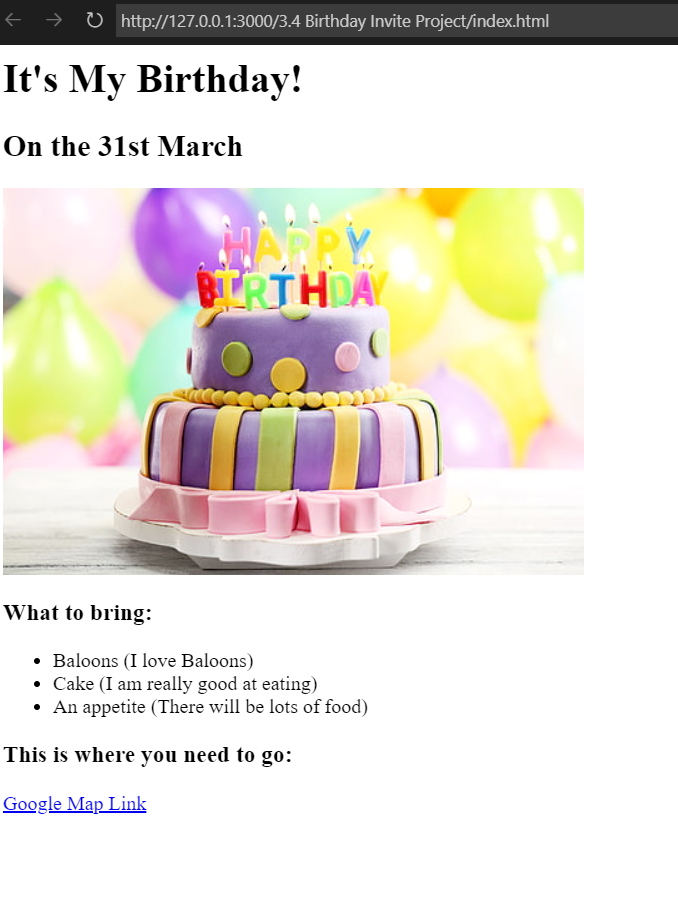 http://127.0.0.1:3000/3.4 Birthday Invite Project/index.html
It's My Birthday!
On the 31st March
HAPPY
BIRTHDAY
What to bring:
Baloons (I love Baloons)
Cake (I am really good at eating)
An appetite (There will be lots of food)
This is where you need to go:
Google Map Link